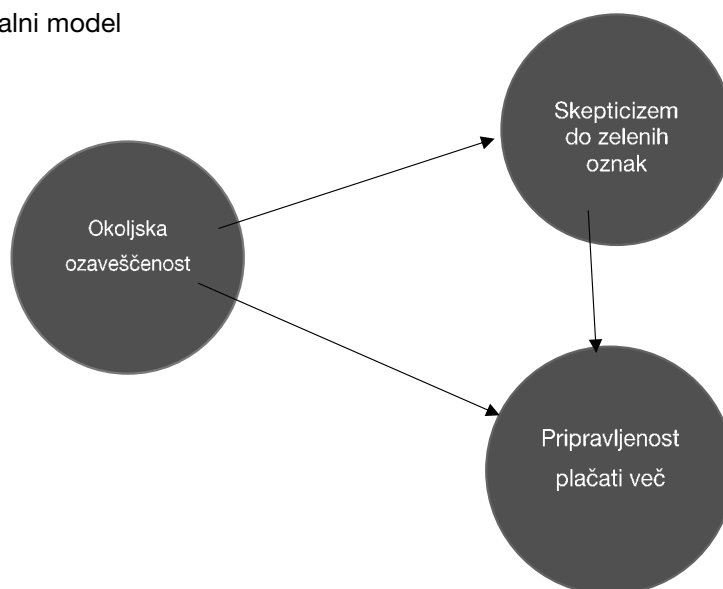 alni model
Skepticizem
do zelenih
oznak
Okoljska
ozaveščenost
Pripravljenost
plačati več